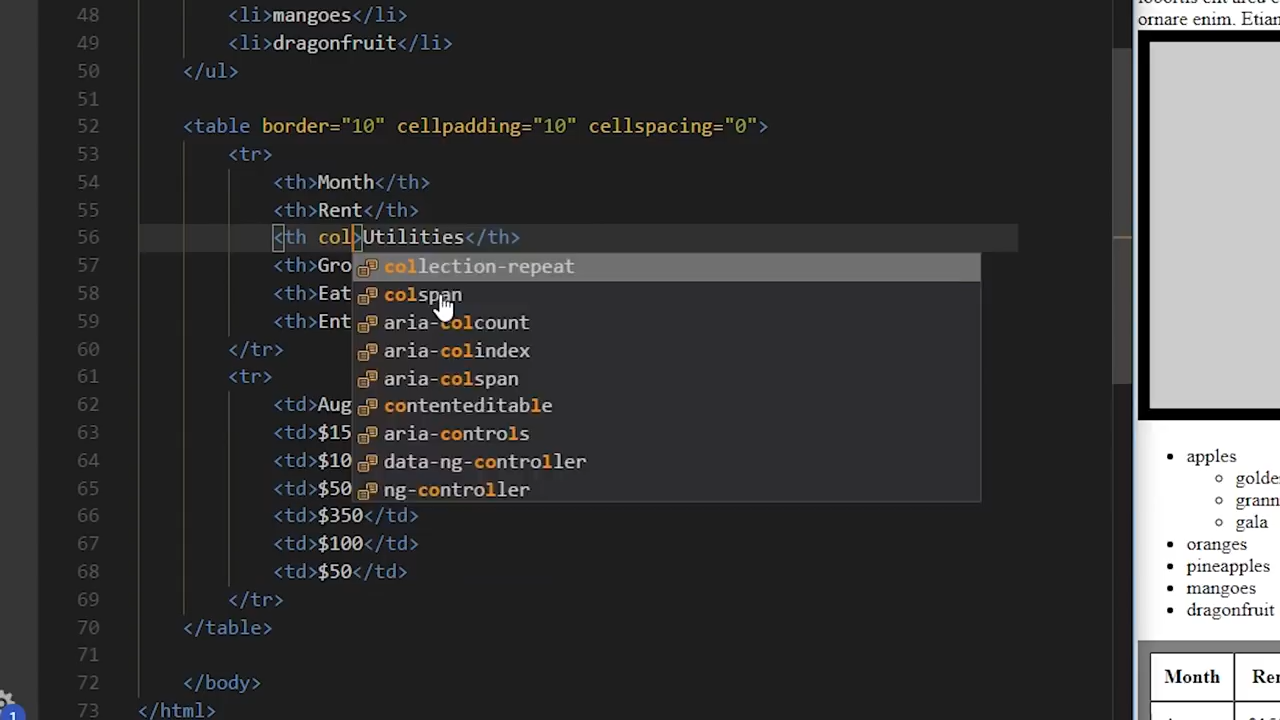 48 <li>mangoes</li>
49 <li>dragonfruit</li>
50 </ul>
51
52 <table border="10" cellpadding="10" cellspacing="0">
53 <tr>
54 <th>Month</th>
55 <th>Rent</th>
56 <th col>Utilities</th>
57 <th>Gro
58 <th>Eat
59 <th>Ent
60 </tr>
61 <tr>
62 <td>Aug
63 <td>$15
64 <td>$10
65 <td>$50
66 <td>$350</td>
67 <td>$100</td>
68 <td>$50</td>
69 </tr>
70 </table>
71
72 </body>
73 </html>
collection-repeat
colspan
aria-colcount
aria-colindex
aria-colspan
contenteditable
aria-controls
data-ng-controller
ng-controller
1
ornare enim. Etian
apples
golde
grann
gala
oranges
pineapples
mangoes
dragonfruit
Month Re